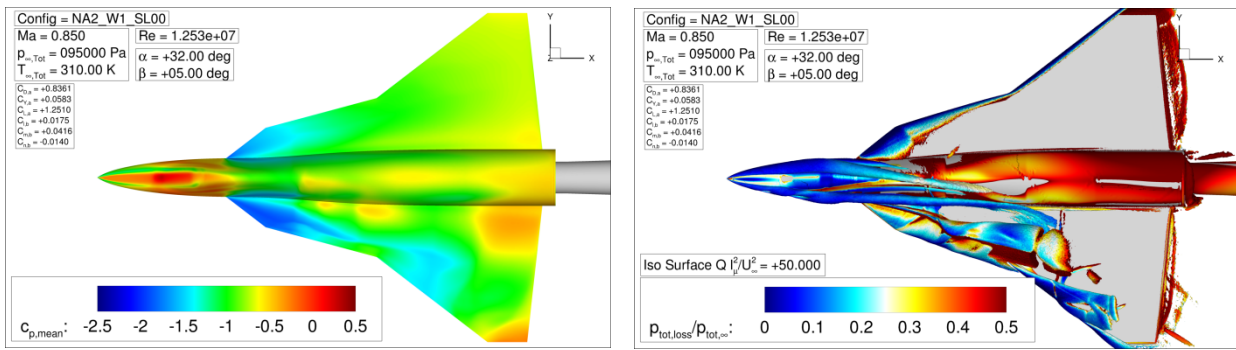 Config = NA2_W1_SL00
Ma = 0.850
Re = 1.253e+07
p∞,Tot = 095000 Pa
T∞,Tot = 310.00 K
α = +32.00 deg
β = +05.00 deg
CD,a = +0.8361
CY,a = +0.0583
CL,a = +1.2510
Cl,b = +0.0175
Cm,b = +0.0416
Cn,b = -0.0140
Y
Z
X
cp,mean: -2.5 -2 -1.5 -1 -0.5 0 0.5
Config = NA2_W1_SL00
Ma = 0.850
Re = 1.253e+07
p∞,Tot = 095000 Pa
T∞,Tot = 310.00 K
α = +32.00 deg
β = +05.00 deg
CD,a = +0.8361
CY,a = +0.0583
CL,a = +1.2510
Cl,b = +0.0175
Cm,b = +0.0416
Cn,b = -0.0140
Y
X
Iso Surface Q lμ²/U∞² = +50.000
ptot,loss/ptot,∞: 0 0.1 0.2 0.3 0.4 0.5